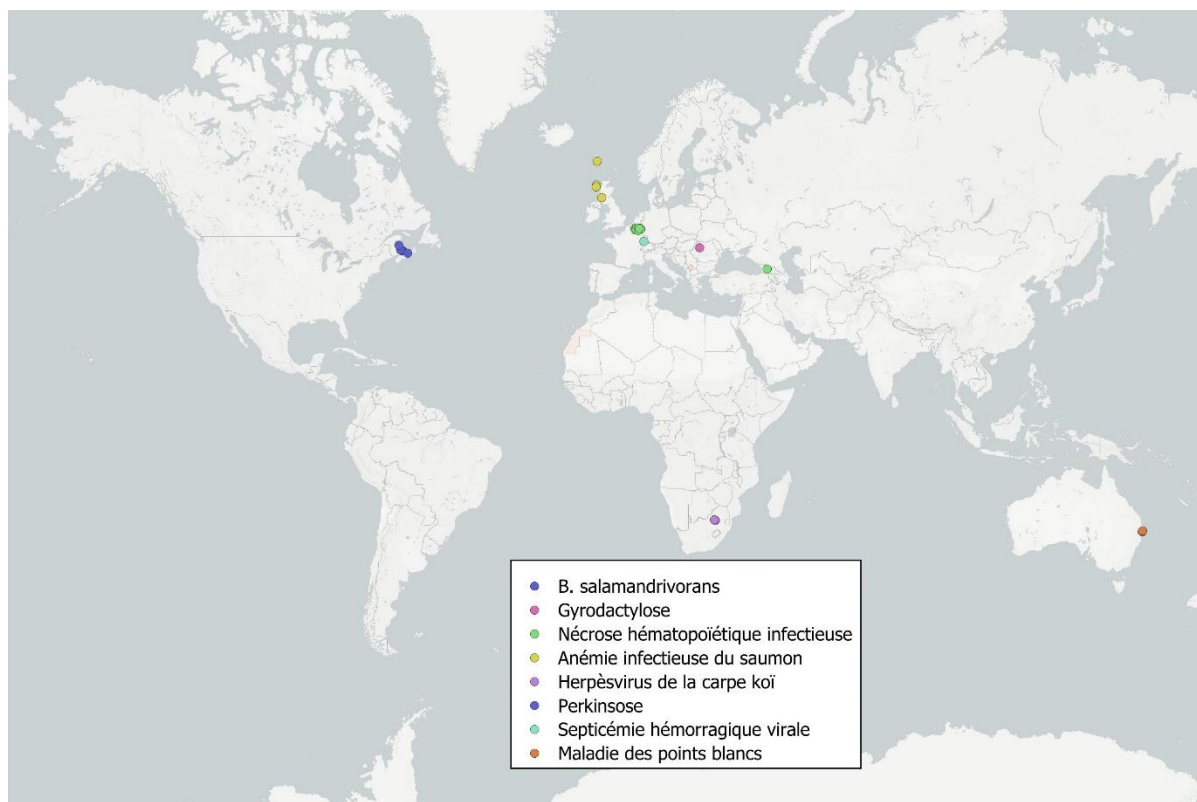 B. salamandrivorans
Gyrodactylose
Nécrose hématopoïétique infectieuse
Anémie infectieuse du saumon
Herpèsvirus de la carpe koï
Perkinsose
Septicémie hémorragique virale
Maladie des points blancs